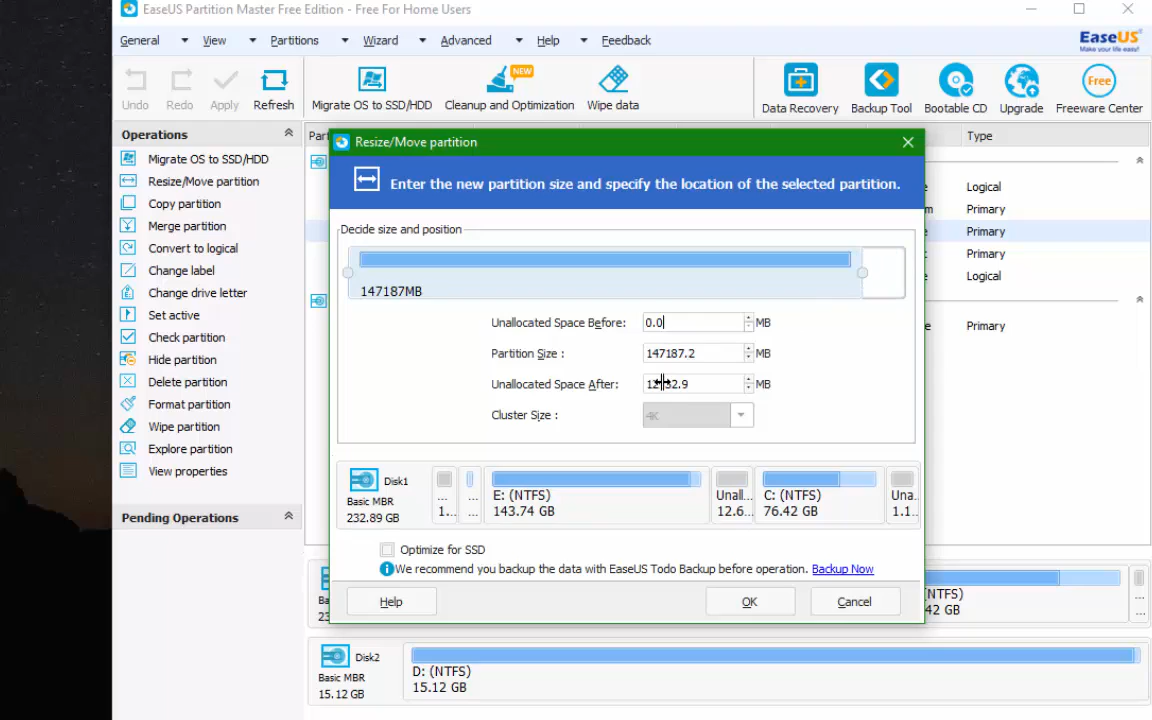 EaseUS Partition Master Free Edition - Free For Home Users
General View Partitions Wizard Advanced Help Feedback
EaseUS
Make your life easy!
NEW
Free
Undo Redo Apply Refresh Migrate OS to SSD/HDD Cleanup and Optimization Wipe data Data Recovery Backup Tool Bootable CD Upgrade Freeware Center
Operations
Migrate OS to SSD/HDD
Resize/Move partition
Copy partition
Merge partition
Convert to logical
Change label
Change drive letter
Set active
Check partition
Hide partition
Delete partition
Format partition
Wipe partition
Explore partition
View properties
Pending Operations
Part
Type
Logical
Primary
Primary
Primary
Logical
Primary
Resize/Move partition
Enter the new partition size and specify the location of the selected partition.
Decide size and position
147187MB
Unallocated Space Before: 0.0 MB
Partition Size : 147187.2 MB
Unallocated Space After: MB
Cluster Size : 4K
Disk1
Basic MBR
232.89 GB
... 1...
...
E: (NTFS)
143.74 GB
Unall...
12.6...
C: (NTFS)
76.42 GB
Una...
1.1...
Optimize for SSD
We recommend you backup the data with EaseUS Todo Backup before operation. Backup Now
Help OK Cancel
Ba
23
(NTFS)
42 GB
...
...
Disk2
Basic MBR
15.12 GB
D: (NTFS)
15.12 GB